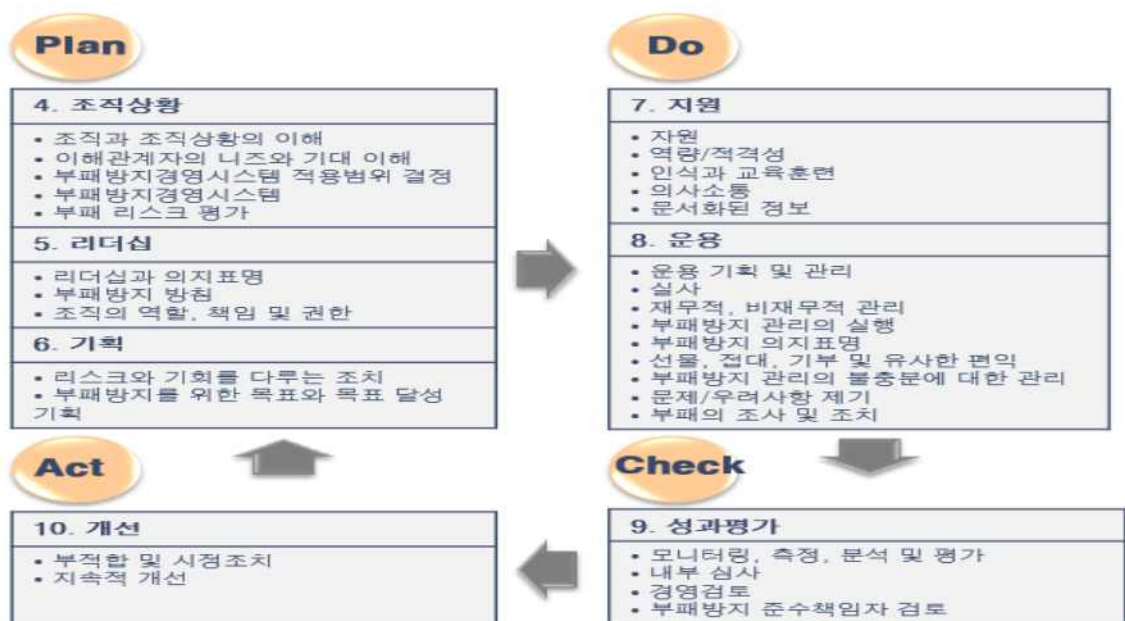 Plan
4. 조직상황
• 조직과 조직상황의 이해
• 이해관계자의 니즈와 기대 이해
• 부패방지경영시스템 적용범위 결정
• 부패방지경영시스템
• 부패 리스크 평가
5. 리더십
• 리더십과 의지표명
• 부패방지 방침
• 조직의 역할, 책임 및 권한
6. 기획
• 리스크와 기회를 다루는 조치
• 부패방지를 위한 목표와 목표 달성
기획
Do
7. 지원
• 자원
• 역량/적격성
• 인식과 교육훈련
• 의사소통
• 문서화된 정보
8. 운용
• 운용 기획 및 관리
• 실사
• 재무적, 비재무적 관리
• 부패방지 관리의 실행
• 부패방지 의지표명
• 선물, 접대, 기부 및 유사한 편익
• 부패방지 관리의 불충분에 대한 관리
• 문제/우려사항 제기
• 부패의 조사 및 조치
Check
9. 성과평가
• 모니터링, 측정, 분석 및 평가
• 내부 심사
• 경영검토
• 부패방지 준수책임자 검토
Act
10. 개선
• 부적합 및 시정조치
• 지속적 개선